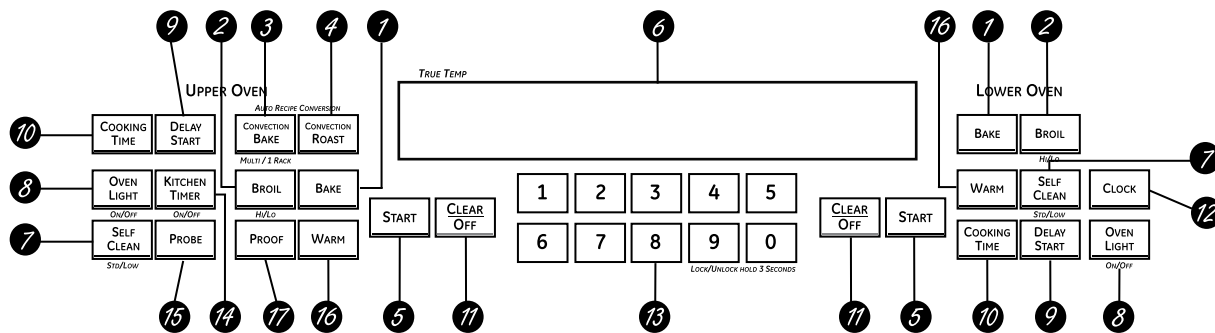 9 2 3 4 1 6 16 1 2
TRUE TEMP
UPPER OVEN
LOWER OVEN
AUTO RECIPE CONVERSION
10
COOKING TIME
DELAY START
CONVECTION BAKE
CONVECTION ROAST
BAKE
BROIL
MULTI / 1 RACK
HI/LO
7
8
OVEN LIGHT
KITCHEN TIMER
BROIL
BAKE
1 2 3 4 5
WARM
SELF CLEAN
CLOCK
ON/OFF
ON/OFF
HI/LO
STD/LOW
12
START
CLEAR OFF
CLEAR OFF
START
7
SELF CLEAN
PROBE
PROOF
WARM
6 7 8 9 0
COOKING TIME
DELAY START
OVEN LIGHT
STD/LOW
LOCK/UNLOCK HOLD 3 SECONDS
ON/OFF
15 14 17 16 5 11 13 11 5 10 9 8